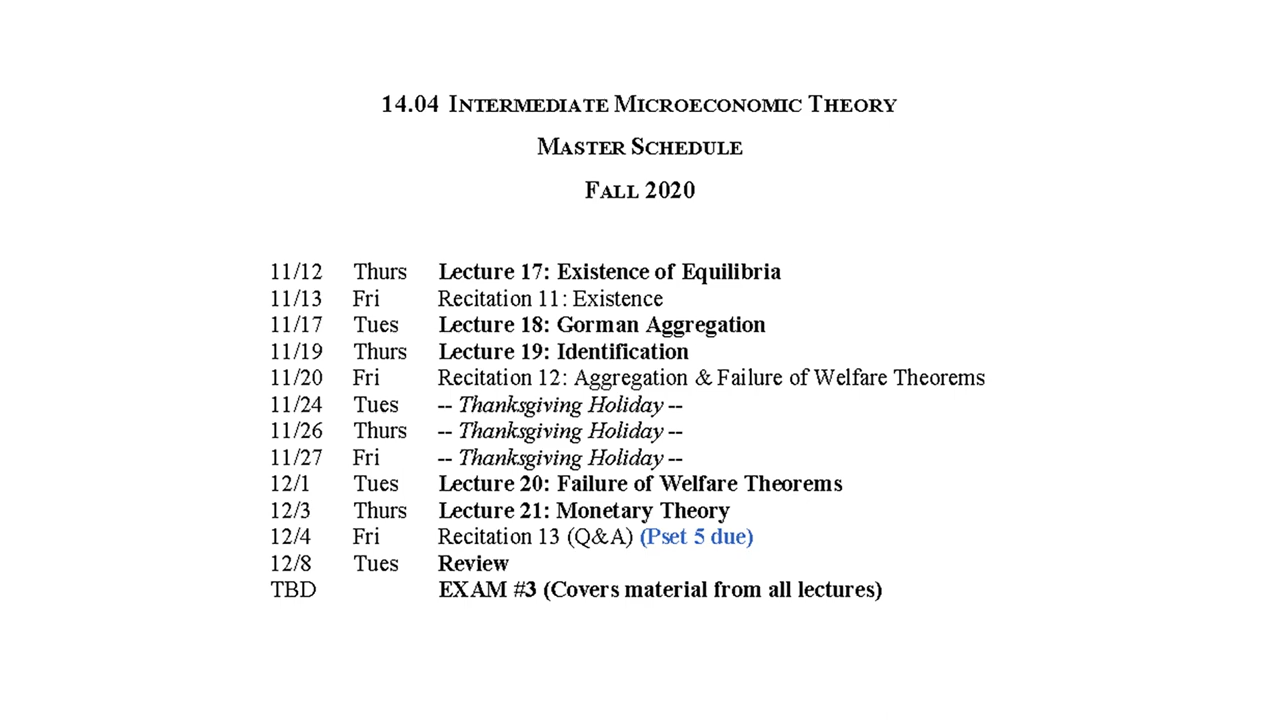 14.04 Intermediate Microeconomic Theory
Master Schedule
Fall 2020
11/12 Thurs Lecture 17: Existence of Equilibria
11/13 Fri Recitation 11: Existence
11/17 Tues Lecture 18: Gorman Aggregation
11/19 Thurs Lecture 19: Identification
11/20 Fri Recitation 12: Aggregation & Failure of Welfare Theorems
11/24 Tues -- Thanksgiving Holiday --
11/26 Thurs -- Thanksgiving Holiday --
11/27 Fri -- Thanksgiving Holiday --
12/1 Tues Lecture 20: Failure of Welfare Theorems
12/3 Thurs Lecture 21: Monetary Theory
12/4 Fri Recitation 13 (Q&A) (Pset 5 due)
12/8 Tues Review
TBD EXAM #3 (Covers material from all lectures)